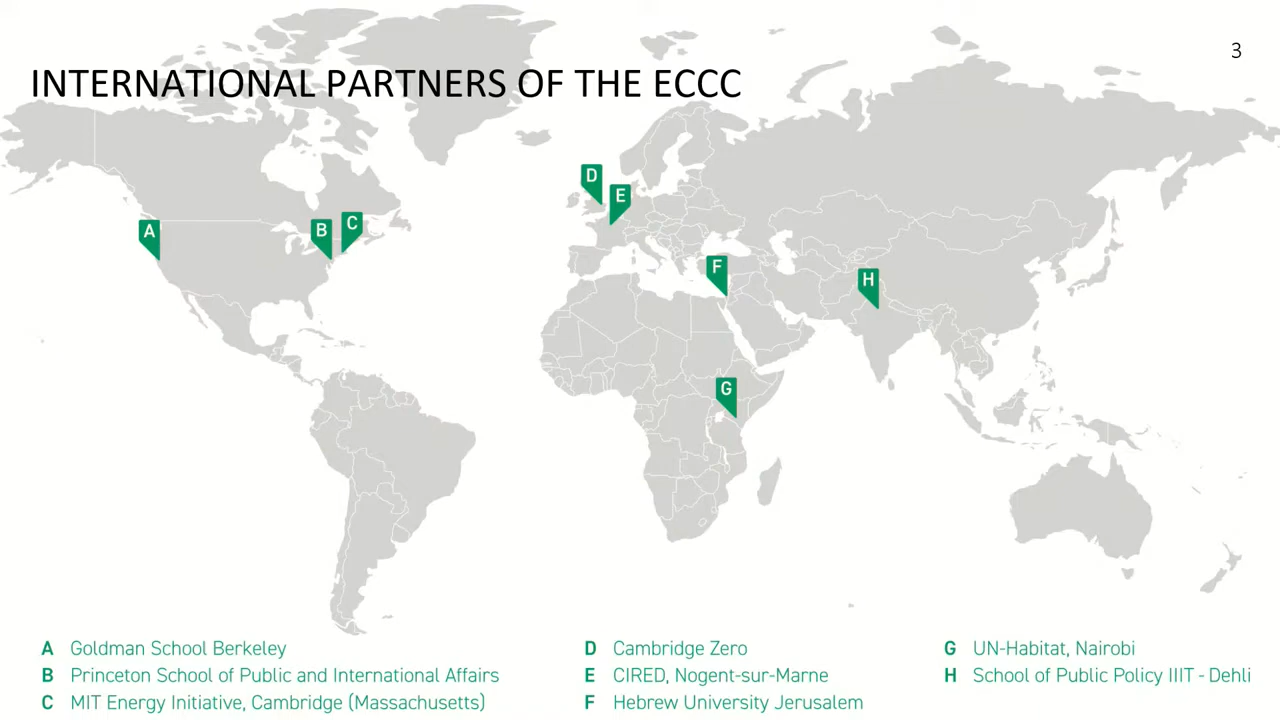 3
INTERNATIONAL PARTNERS OF THE ECCC
D
E
A
B
C
F
H
G
A Goldman School Berkeley
B Princeton School of Public and International Affairs
C MIT Energy Initiative, Cambridge (Massachusetts)
D Cambridge Zero
E CIRED, Nogent-sur-Marne
F Hebrew University Jerusalem
G UN-Habitat, Nairobi
H School of Public Policy IIIT - Dehli